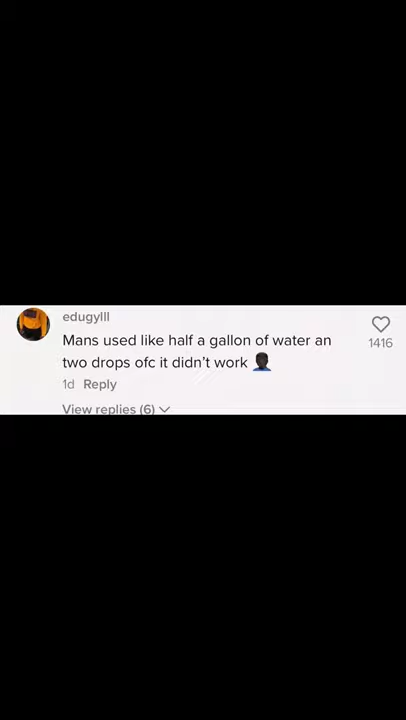 edugylll
Mans used like half a gallon of water an
two drops ofc it didn't work 🤦🏿‍♂️
1416
1d Reply
View replies (6)